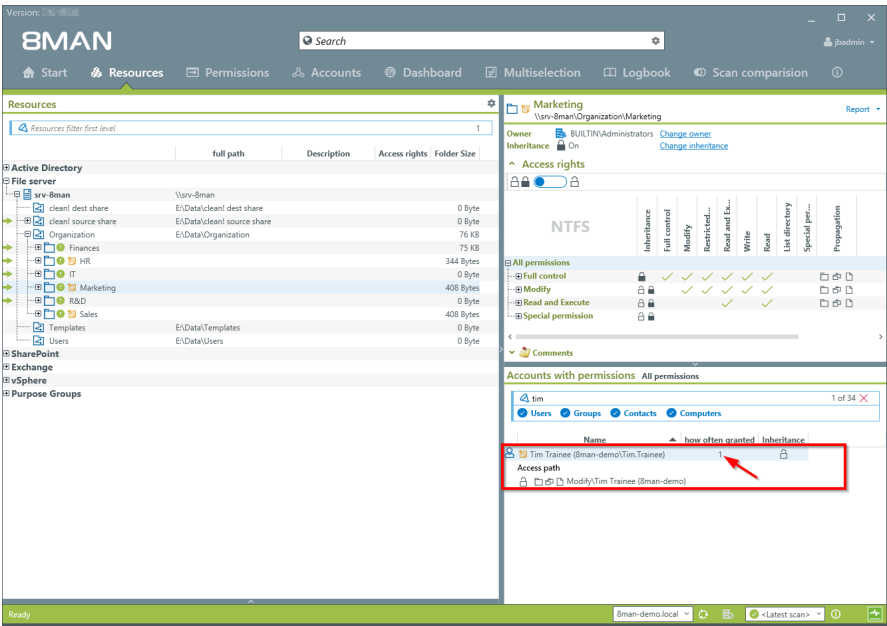 Version:
8MAN
Search
jbadmin
Start Resources Permissions Accounts Dashboard Multiselection Logbook Scan comparision
Resources
Resources filter first level 1
full path Description Access rights Folder Size
Active Directory
File server
srv-8man \\srv-8man
clean! dest share E:\Data\clean! dest share 0 Byte
clean! source share E:\Data\clean! source share 0 Byte
Organization E:\Data\Organization 76 KB
Finances 75 KB
HR 344 Bytes
IT 0 Byte
Marketing 408 Bytes
R&D 0 Byte
Sales 408 Bytes
Templates E:\Data\Templates 0 Byte
Users E:\Data\Users 0 Byte
SharePoint
Exchange
vSphere
Purpose Groups
Marketing
\\srv-8man\Organization\Marketing
Report
Owner BUILTIN\Administrators Change owner
Inheritance On Change inheritance
Access rights
NTFS
Inheritance
Full control
Modify
Restricted...
Read and Ex...
Write
Read
List directory
Special per...
Propagation
All permissions
Full control
Modify
Read and Execute
Special permission
Comments
Accounts with permissions All permissions
tim 1 of 34
Users Groups Contacts Computers
Name how often granted Inheritance
Tim Trainee (8man-demo\Tim.Trainee) 1
Access path
Modify\Tim Trainee (8man-demo)
Ready
8man-demo.local <Latest scan>